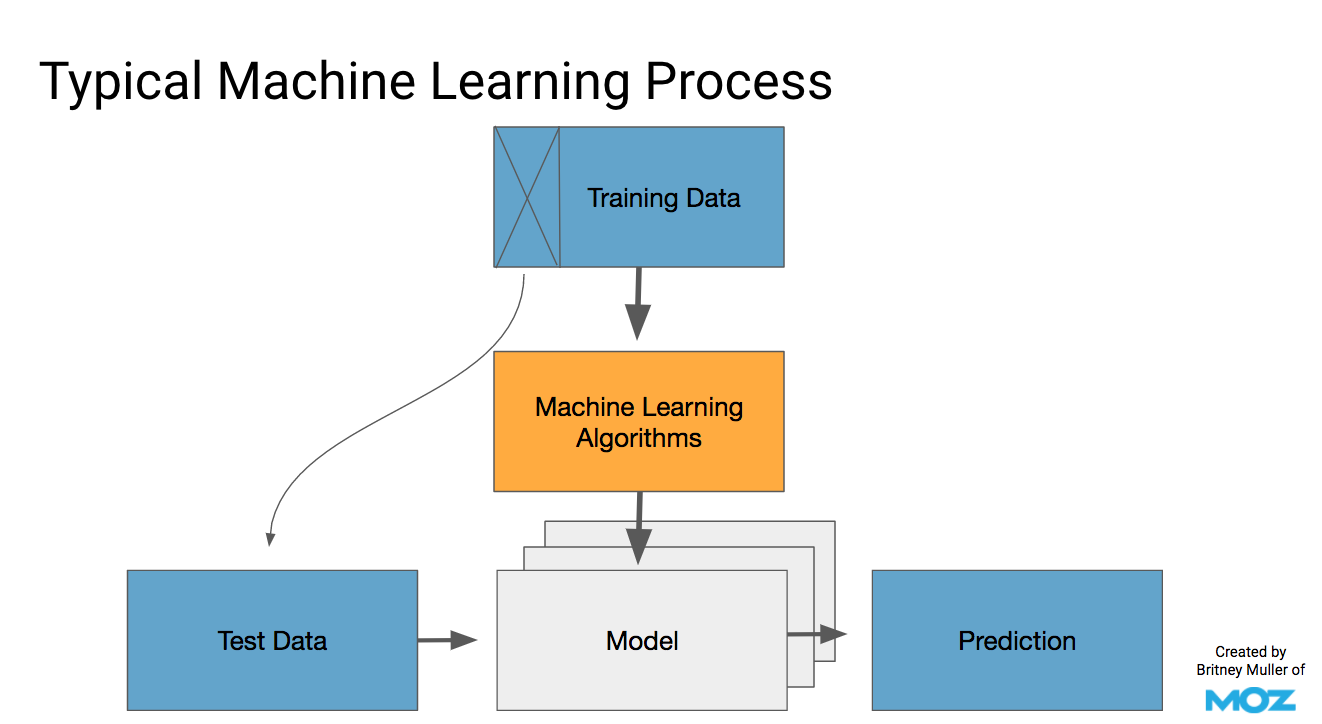 Typical Machine Learning Process
Training Data
Machine Learning
Algorithms
Test Data
Model
Prediction
Created by
Britney Muller of
MOZ